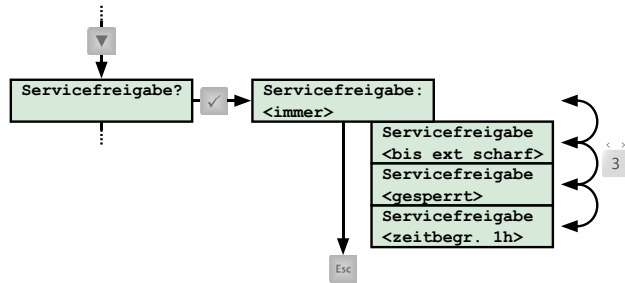 Servicefreigabe?
Servicefreigabe:
<immer>
Servicefreigabe
<bis ext scharf>
Servicefreigabe
<gesperrt>
Servicefreigabe
<zeitbegr. 1h>
< >
3
Esc